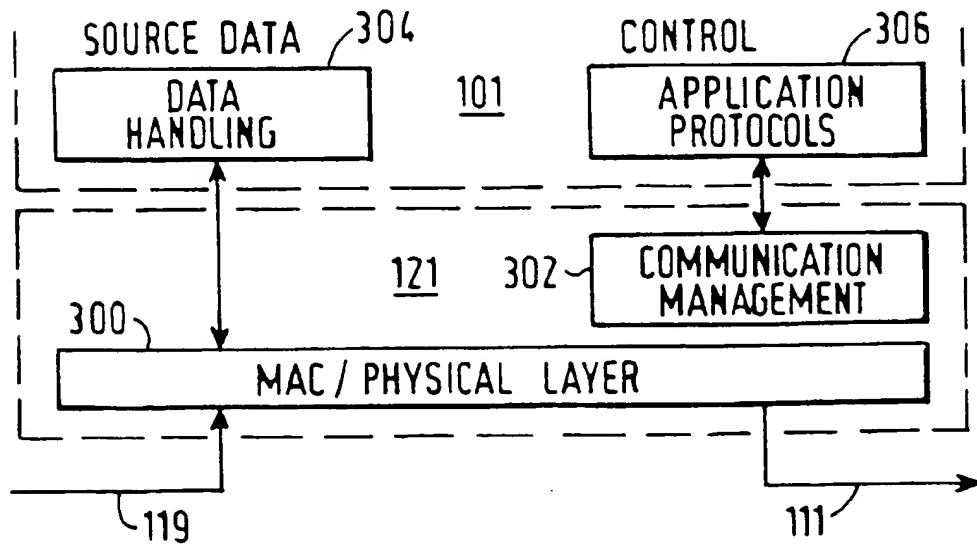 SOURCE DATA
304
CONTROL
306
DATA
HANDLING
101
APPLICATION
PROTOCOLS
121
302
COMMUNICATION
MANAGEMENT
300
MAC / PHYSICAL LAYER
119
111